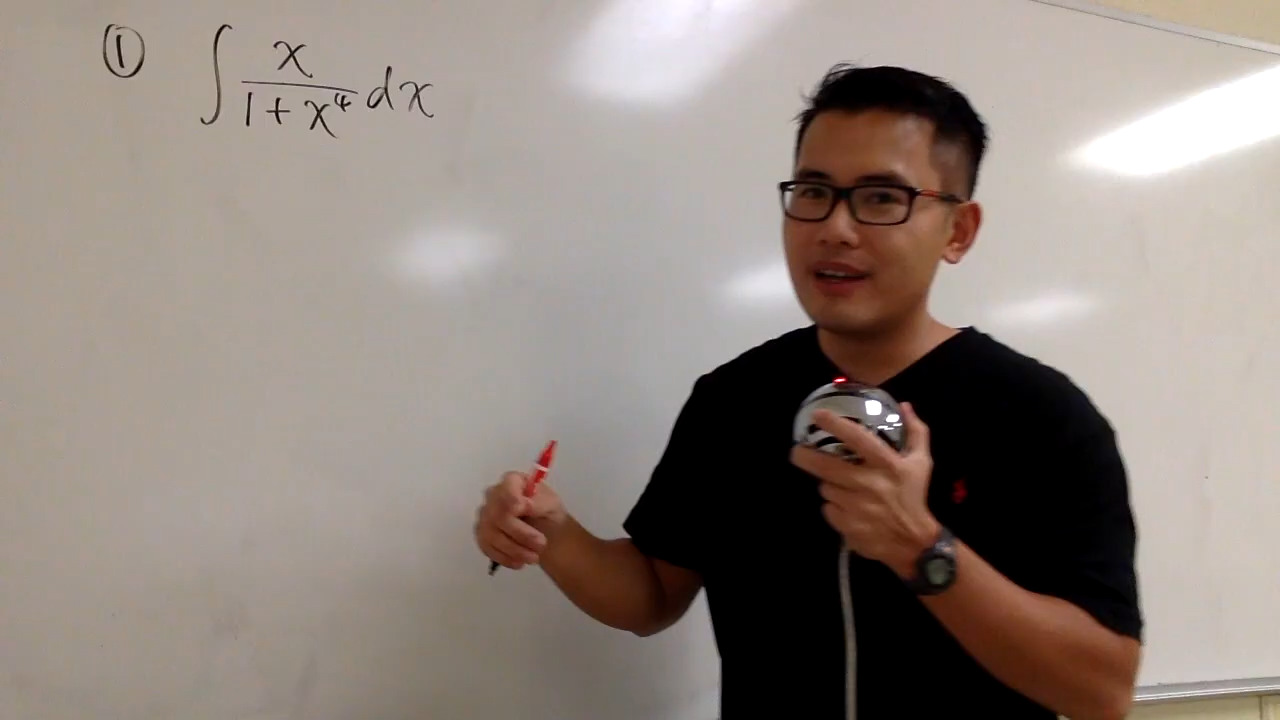 ① ∫ x/(1+x⁴) dx